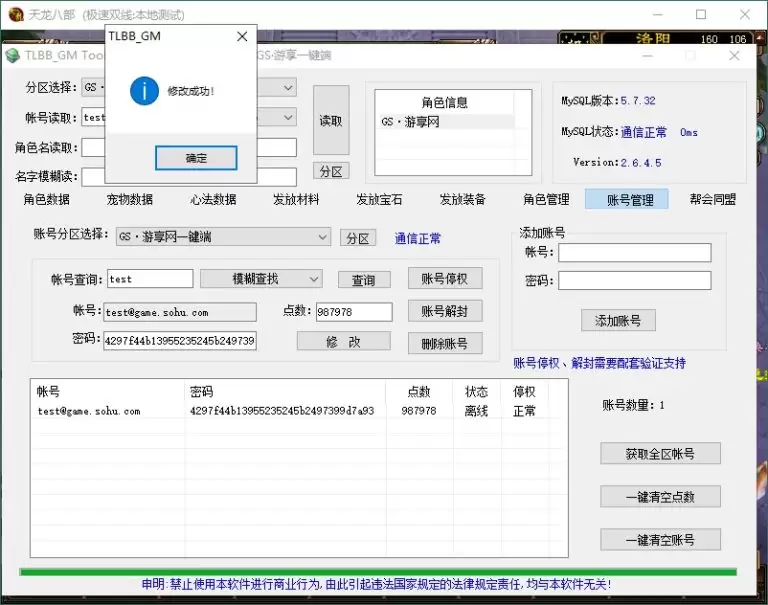 天龙八部 (极速双线:本地测试)
洛阳 160 106
TLBB_GM
TLBB_GM Too
GS·游享一键端
修改成功!
确定
分区选择: GS·
帐号读取: test
角色名读取:
名字模糊读:
读取
分区
角色信息
GS·游享网
MySQL版本:5.7.32
MySQL状态:通信正常 0ms
Version:2.6.4.5
角色数据 宠物数据 心法数据 发放材料 发放宝石 发放装备 角色管理 账号管理 帮会同盟
账号分区选择: GS·游享网一键端 分区 通信正常
帐号查询: test 模糊查找 查询 账号停权
帐号: test@game.sohu.com 点数: 987978 账号解封
密码: 4297f44b13955235245b249739 修 改 删除账号
添加账号
帐号:
密码:
添加账号
账号停权、解封需要配套验证支持
帐号 密码 点数 状态 停权
test@game.sohu.com 4297f44b13955235245b2497399d7a93 987978 离线 正常
账号数量: 1
获取全区帐号
一键清空点数
一键清空账号
申明:禁止使用本软件进行商业行为,由此引起违法国家规定的法律规定责任,均与本软件无关!